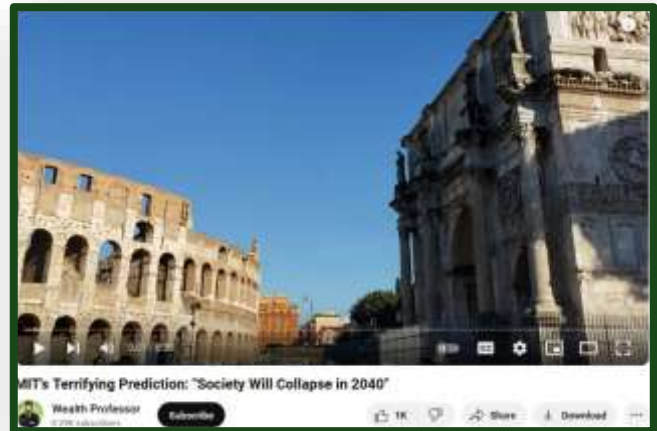 MIT's Terrifying Prediction: "Society Will Collapse in 2040"
Wealth Professor
Subscribe
1K
Share
Download